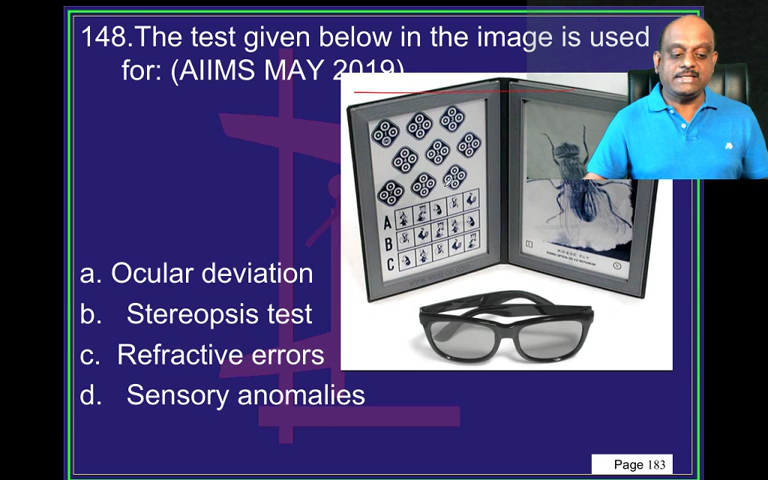 148.The test given below in the image is used
for: (AIIMS MAY 2019)
A
B
C
a. Ocular deviation
b. Stereopsis test
c. Refractive errors
d. Sensory anomalies
Page 183